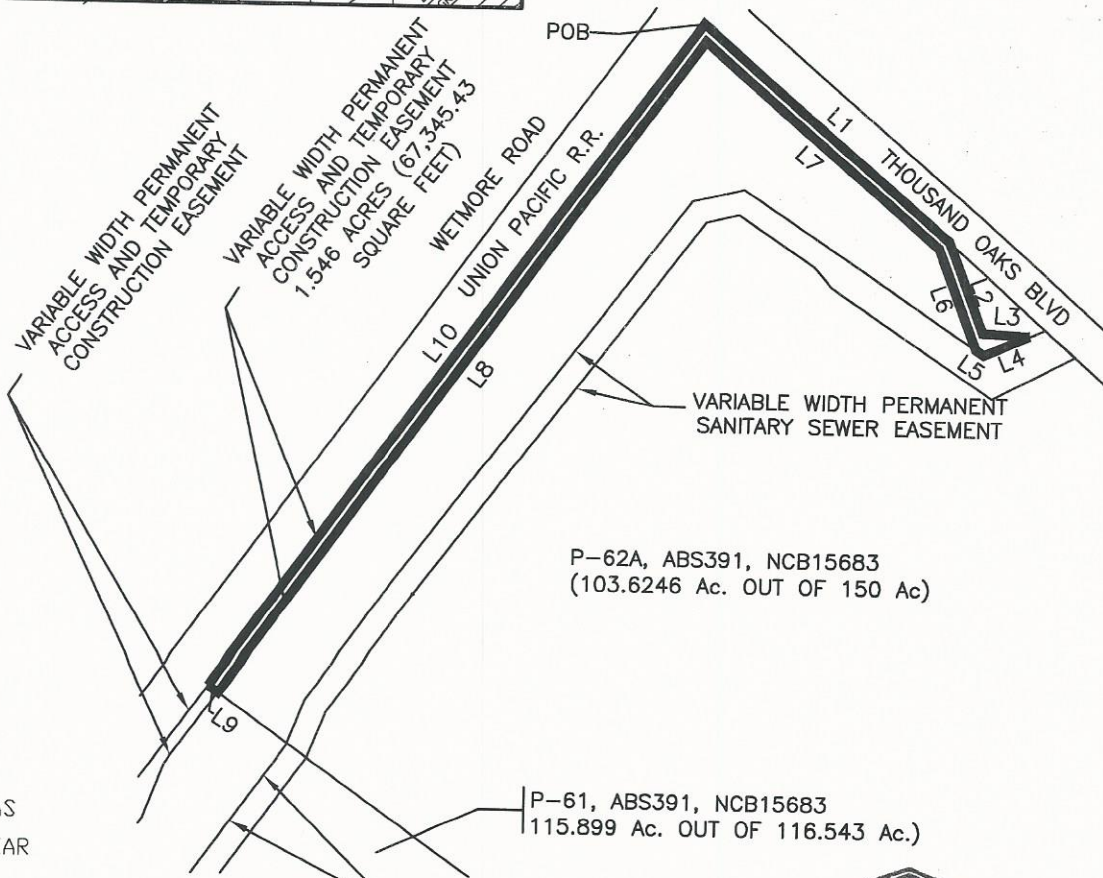 POB
VARIABLE WIDTH PERMANENT
ACCESS AND TEMPORARY
CONSTRUCTION EASEMENT
VARIABLE WIDTH PERMANENT
ACCESS AND TEMPORARY
CONSTRUCTION EASEMENT
1.546 ACRES (67,345.43
SQUARE FEET)
WETMORE ROAD
UNION PACIFIC R.R.
L1
THOUSAND OAKS BLVD
L7
L2
L3
L6
L4
L5
L10
L8
VARIABLE WIDTH PERMANENT
SANITARY SEWER EASEMENT
P-62A, ABS391, NCB15683
(103.6246 Ac. OUT OF 150 Ac)
L9
P-61, ABS391, NCB15683
115.899 Ac. OUT OF 116.543 Ac.)